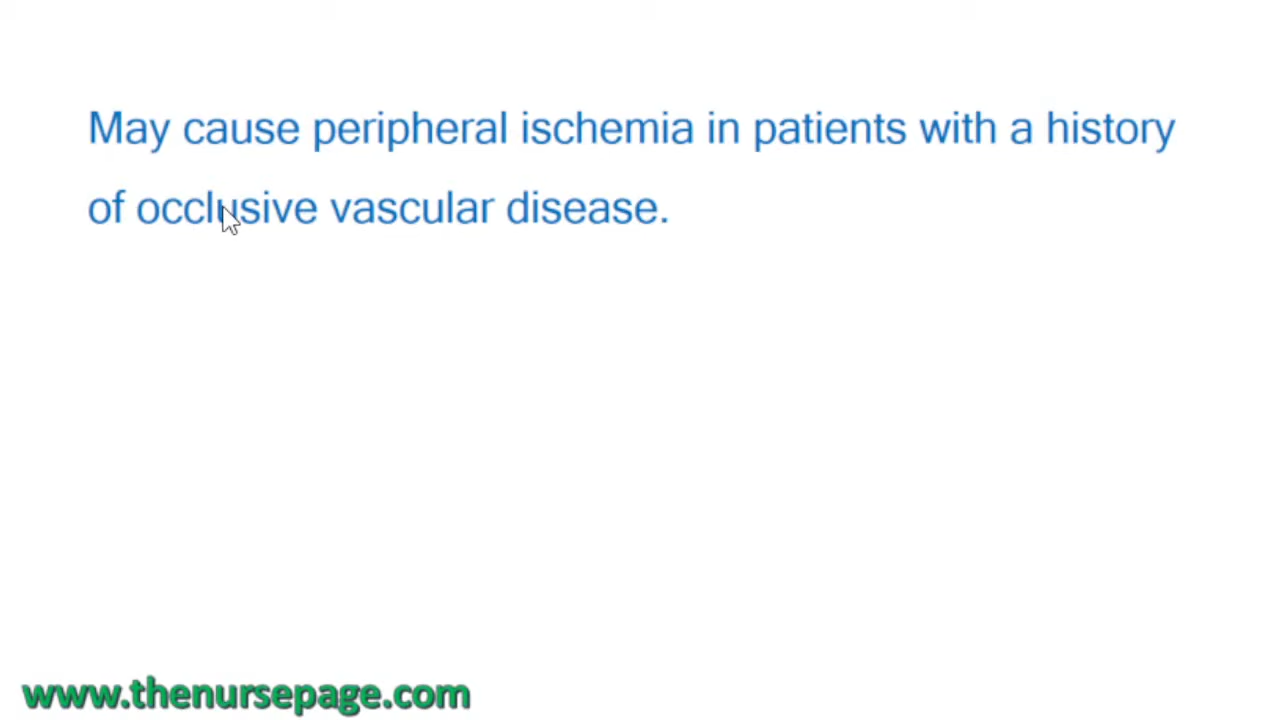 May cause peripheral ischemia in patients with a history
of occlusive vascular disease.
www.thenursepage.com